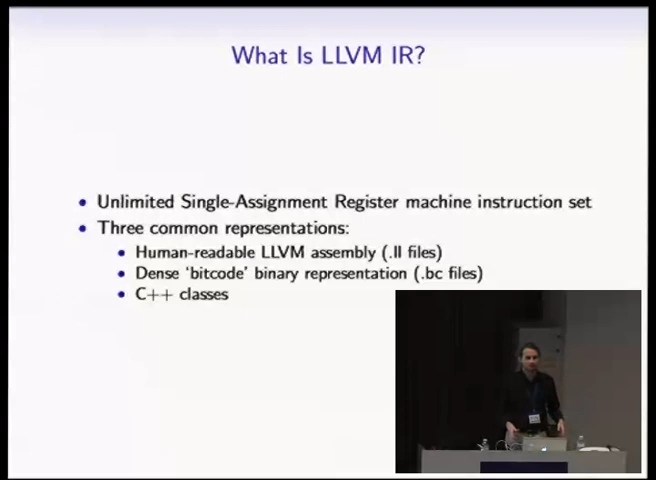 What Is LLVM IR?
• Unlimited Single-Assignment Register machine instruction set
• Three common representations:
• Human-readable LLVM assembly (.ll files)
• Dense 'bitcode' binary representation (.bc files)
• C++ classes